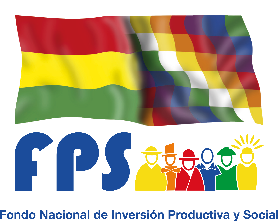 FPS
Fondo Nacional de Inversión Productiva y Social